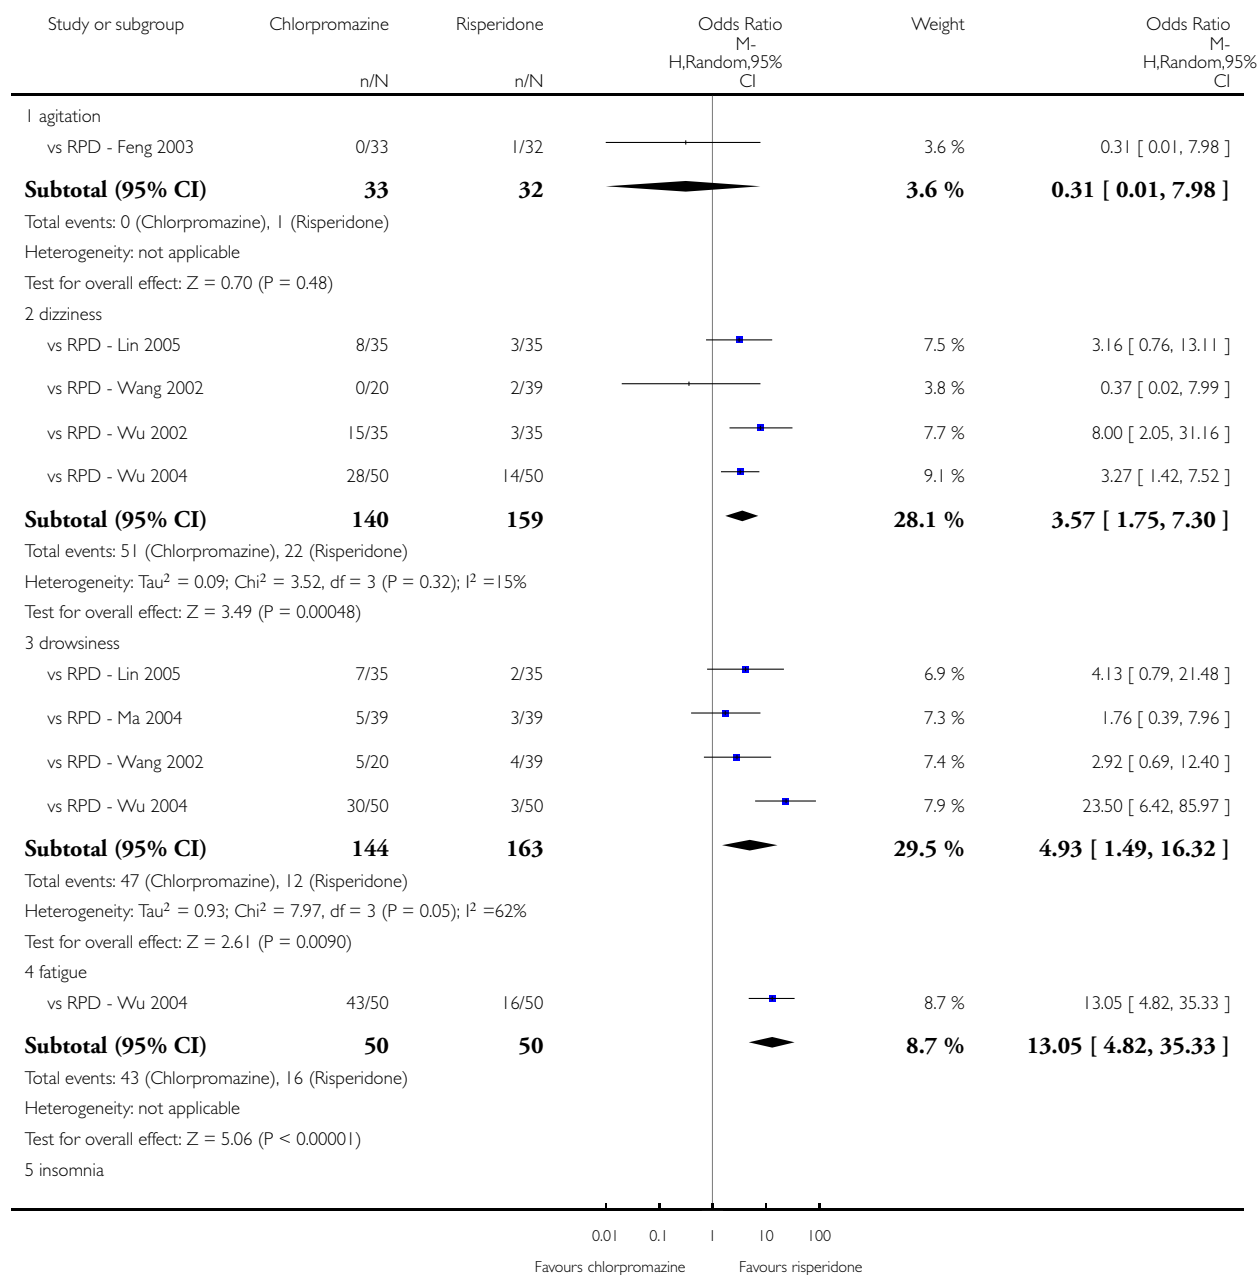 Study or subgroup Chlorpromazine Risperidone Odds Ratio Weight Odds Ratio
M- M-
H,Random,95% H,Random,95%
n/N n/N CI CI
1 agitation
vs RPD - Feng 2003 0/33 1/32 3.6 % 0.31 [ 0.01, 7.98 ]
Subtotal (95% CI) 33 32 3.6 % 0.31 [ 0.01, 7.98 ]
Total events: 0 (Chlorpromazine), 1 (Risperidone)
Heterogeneity: not applicable
Test for overall effect: Z = 0.70 (P = 0.48)
2 dizziness
vs RPD - Lin 2005 8/35 3/35 7.5 % 3.16 [ 0.76, 13.11 ]
vs RPD - Wang 2002 0/20 2/39 3.8 % 0.37 [ 0.02, 7.99 ]
vs RPD - Wu 2002 15/35 3/35 7.7 % 8.00 [ 2.05, 31.16 ]
vs RPD - Wu 2004 28/50 14/50 9.1 % 3.27 [ 1.42, 7.52 ]
Subtotal (95% CI) 140 159 28.1 % 3.57 [ 1.75, 7.30 ]
Total events: 51 (Chlorpromazine), 22 (Risperidone)
Heterogeneity: Tau² = 0.09; Chi² = 3.52, df = 3 (P = 0.32); I² =15%
Test for overall effect: Z = 3.49 (P = 0.00048)
3 drowsiness
vs RPD - Lin 2005 7/35 2/35 6.9 % 4.13 [ 0.79, 21.48 ]
vs RPD - Ma 2004 5/39 3/39 7.3 % 1.76 [ 0.39, 7.96 ]
vs RPD - Wang 2002 5/20 4/39 7.4 % 2.92 [ 0.69, 12.40 ]
vs RPD - Wu 2004 30/50 3/50 7.9 % 23.50 [ 6.42, 85.97 ]
Subtotal (95% CI) 144 163 29.5 % 4.93 [ 1.49, 16.32 ]
Total events: 47 (Chlorpromazine), 12 (Risperidone)
Heterogeneity: Tau² = 0.93; Chi² = 7.97, df = 3 (P = 0.05); I² =62%
Test for overall effect: Z = 2.61 (P = 0.0090)
4 fatigue
vs RPD - Wu 2004 43/50 16/50 8.7 % 13.05 [ 4.82, 35.33 ]
Subtotal (95% CI) 50 50 8.7 % 13.05 [ 4.82, 35.33 ]
Total events: 43 (Chlorpromazine), 16 (Risperidone)
Heterogeneity: not applicable
Test for overall effect: Z = 5.06 (P < 0.00001)
5 insomnia
0.01 0.1 1 10 100
Favours chlorpromazine Favours risperidone